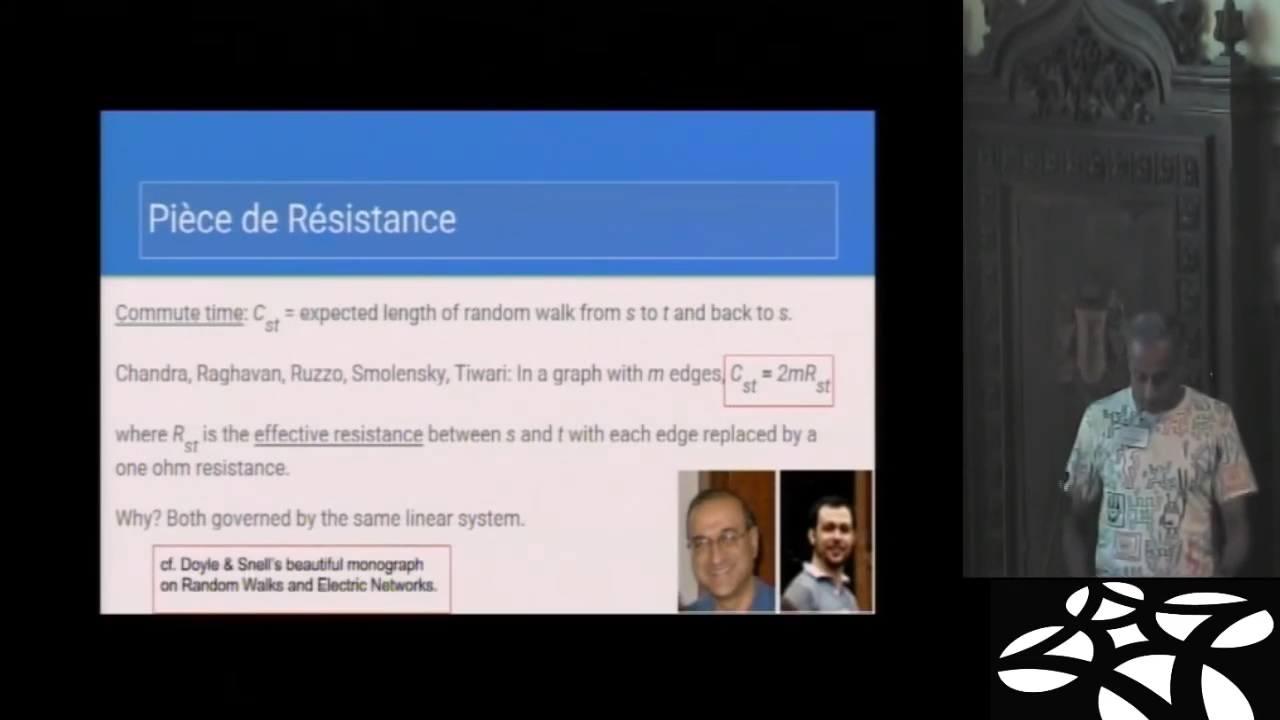 Pièce de Résistance
Commute time: C_st = expected length of random walk from s to t and back to s.
Chandra, Raghavan, Ruzzo, Smolensky, Tiwari: In a graph with m edges, C_st = 2mR_st
where R_st is the effective resistance between s and t with each edge replaced by a
one ohm resistance.
Why? Both governed by the same linear system.
cf. Doyle & Snell's beautiful monograph
on Random Walks and Electric Networks.